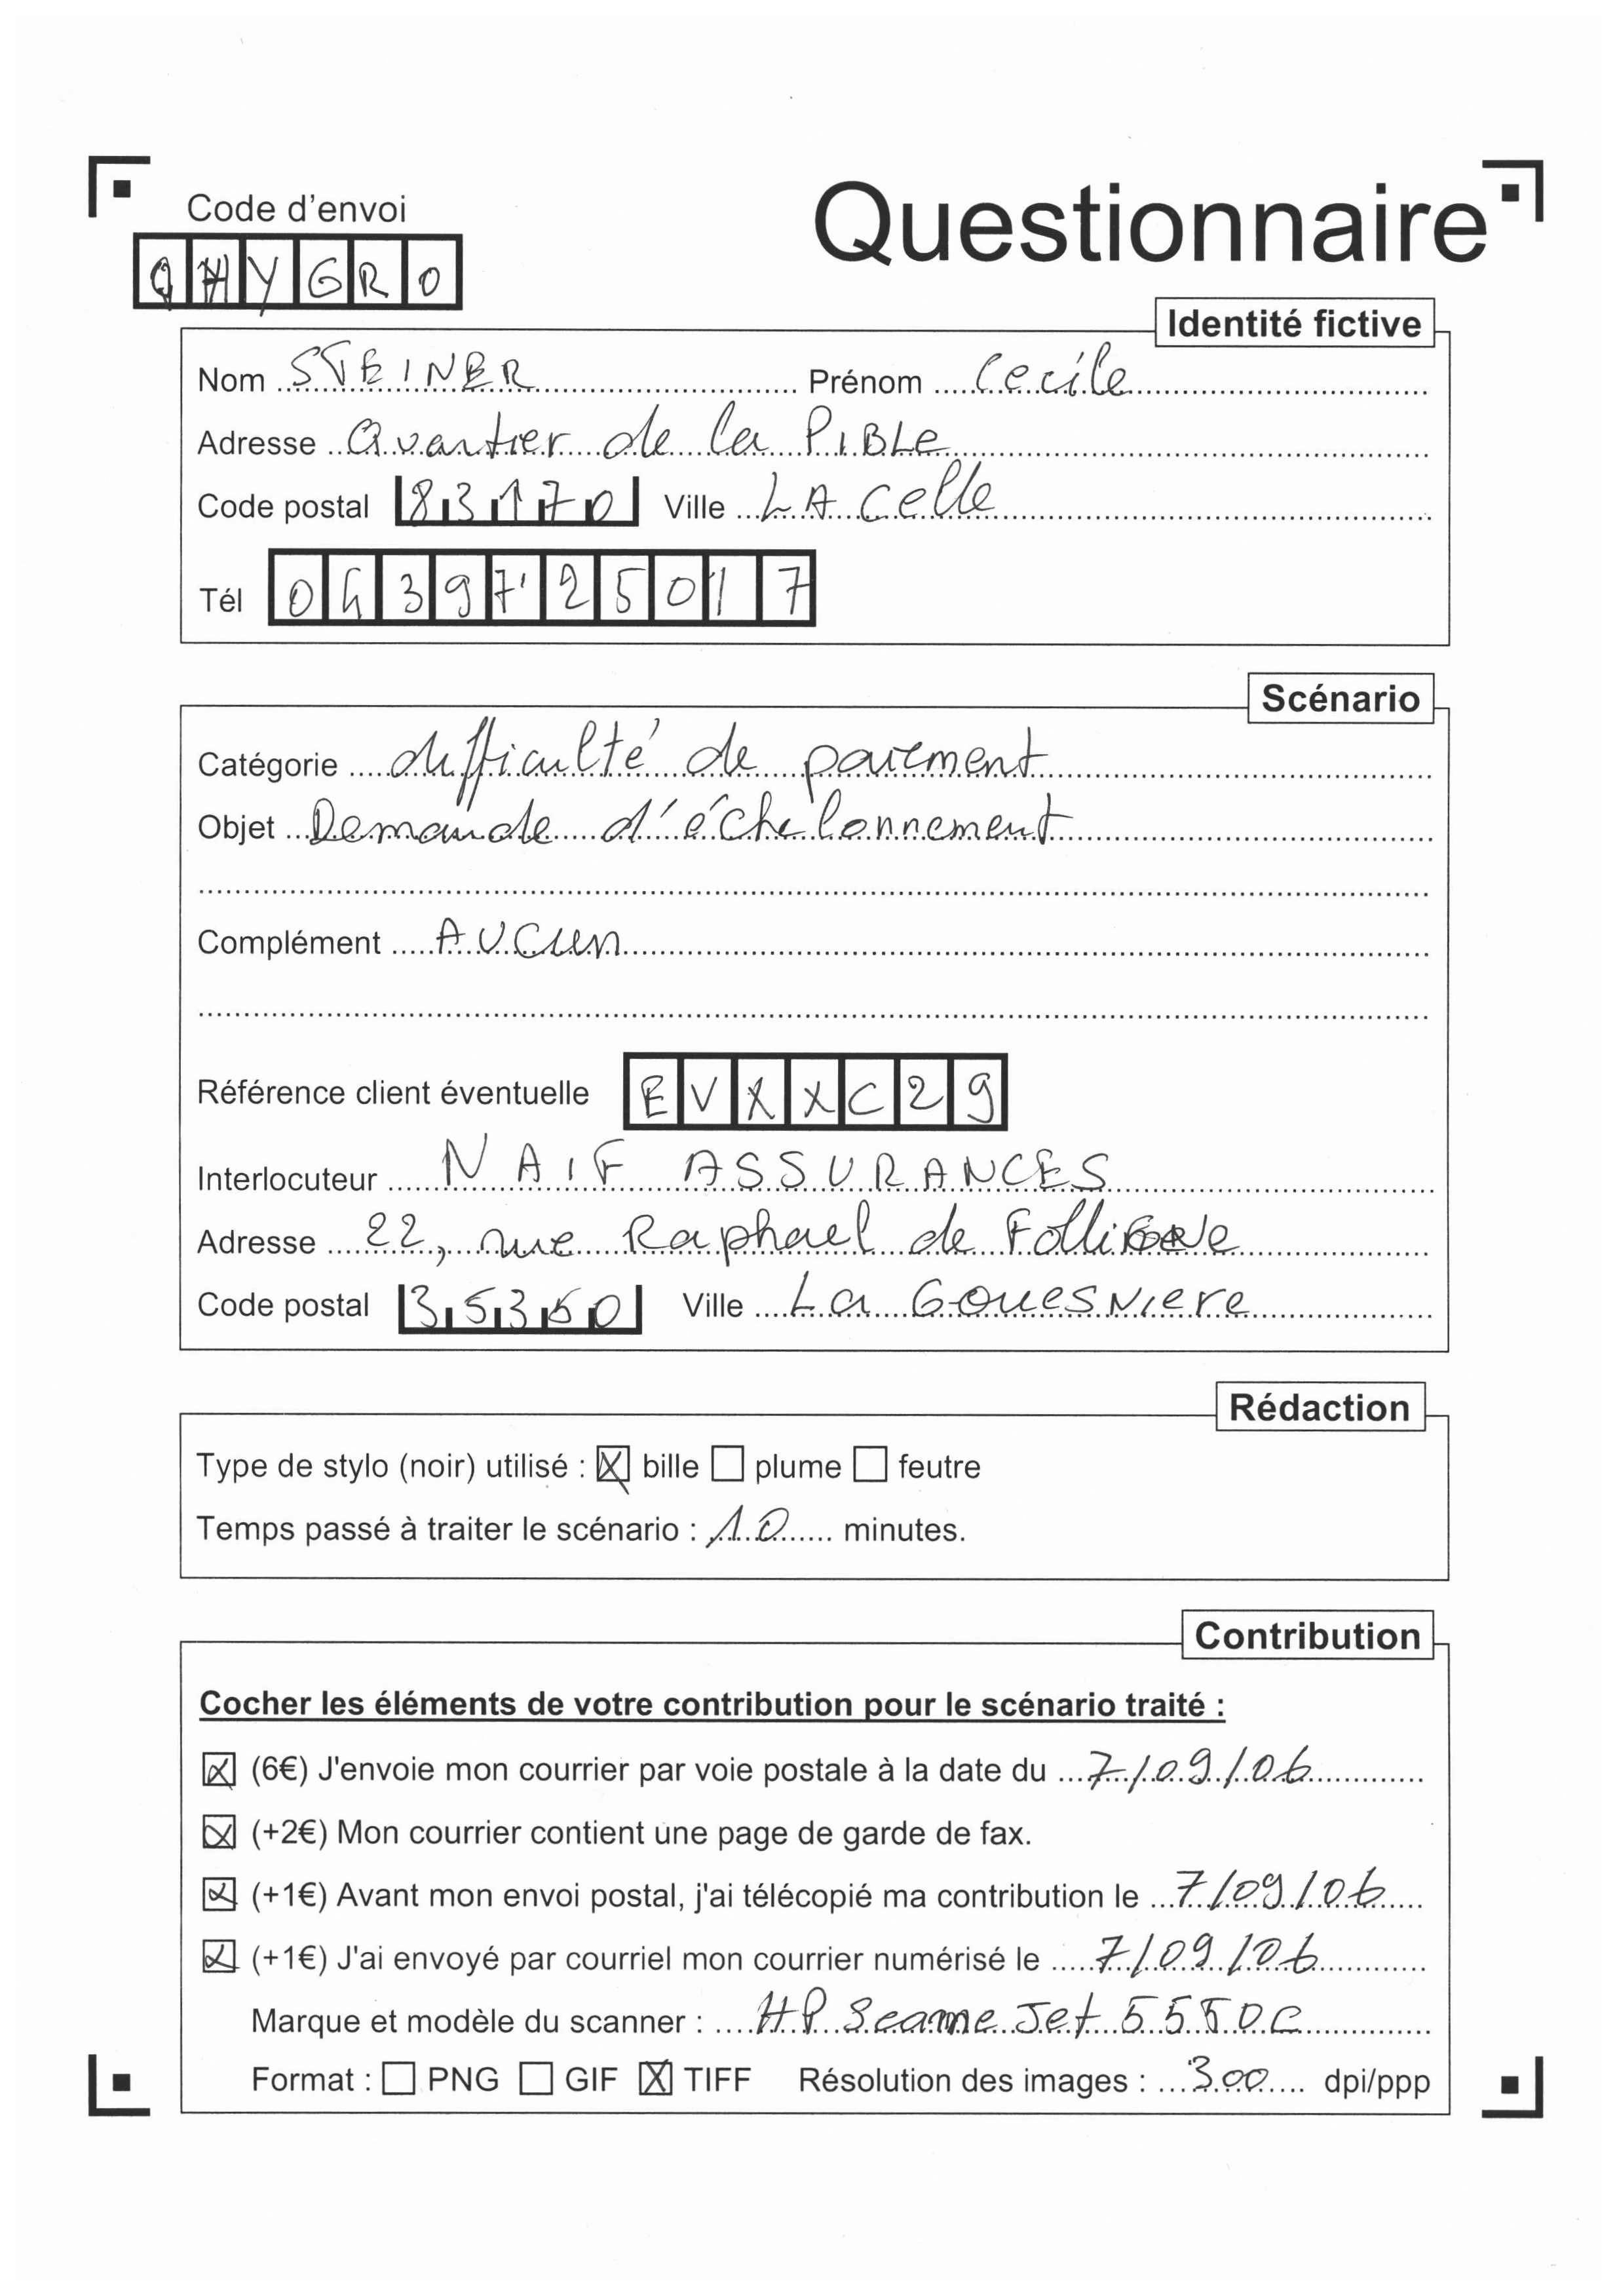 Questionnaire
Code d'envoi
QHYGRO
Identité fictive
Nom STEINER Prénom Cecile
Adresse Quartier de la PIBLe
Code postal 83170 Ville LA Celle
Tél 0439725017
Scénario
Catégorie difficulté de paiement
Objet Demande d'échelonnement
Complément Aucun
Référence client éventuelle EVXXC29
Interlocuteur NAIF ASSURANCES
Adresse 22, rue Raphael de
Code postal 35350 Ville La GouesNiere
Rédaction
Type de stylo (noir) utilisé : ☒ bille ☐ plume ☐ feutre
Temps passé à traiter le scénario : 10 minutes.
Contribution
Cocher les éléments de votre contribution pour le scénario traité :
☒ (6€) J'envoie mon courrier par voie postale à la date du 7/09/06
☒ (+2€) Mon courrier contient une page de garde de fax.
☒ (+1€) Avant mon envoi postal, j'ai télécopié ma contribution le 7/09/06
☒ (+1€) J'ai envoyé par courriel mon courrier numérisé le 7/09/06
Marque et modèle du scanner : HP Jet 5550C
Format : ☐ PNG ☐ GIF ☒ TIFF Résolution des images : 300 dpi/ppp